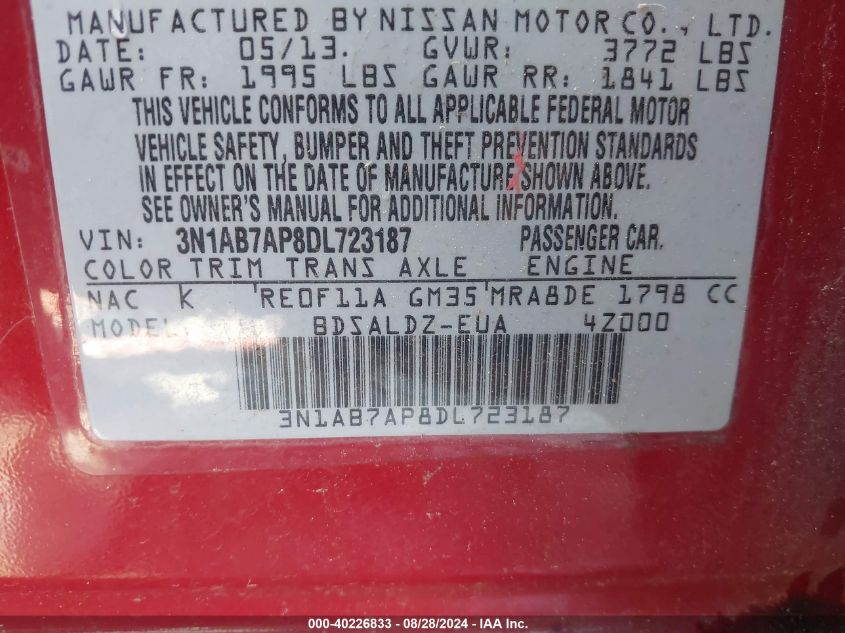 MANUFACTURED BY NISSAN MOTOR CO., LTD.
DATE: 05/13. GVWR: 3772 LBS
GAWR FR: 1995 LBS GAWR RR: 1841 LBS
THIS VEHICLE CONFORMS TO ALL APPLICABLE FEDERAL MOTOR
VEHICLE SAFETY, BUMPER AND THEFT PREVENTION STANDARDS
IN EFFECT ON THE DATE OF MANUFACTURE SHOWN ABOVE.
SEE OWNER'S MANUAL FOR ADDITIONAL INFORMATION.
VIN: 3N1AB7AP8DL723187 PASSENGER CAR.
COLOR TRIM TRANS AXLE ENGINE
NAC K RE0F11A GM35 MRA8DE 1798 CC
MODEL BDSALDZ-EUA 4Z000
3N1AB7AP8DL723187
000-40226833 - 08/28/2024 - IAA Inc.